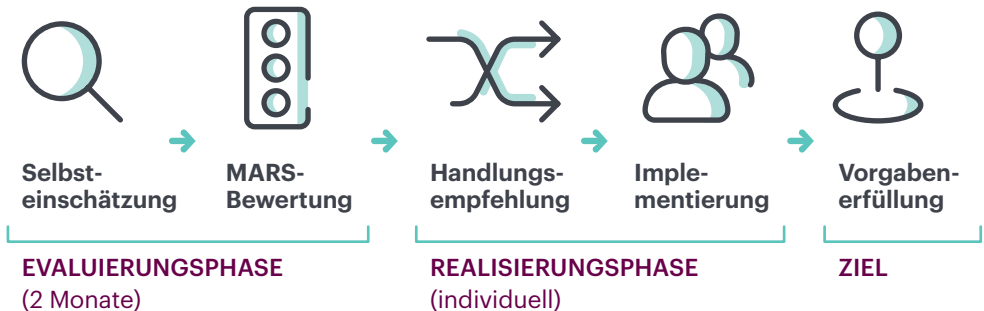 Selbst-
einschätzung
MARS-
Bewertung
Handlungs-
empfehlung
Imple-
mentierung
Vorgaben-
erfüllung
EVALUIERUNGSPHASE
(2 Monate)
REALISIERUNGSPHASE
(individuell)
ZIEL